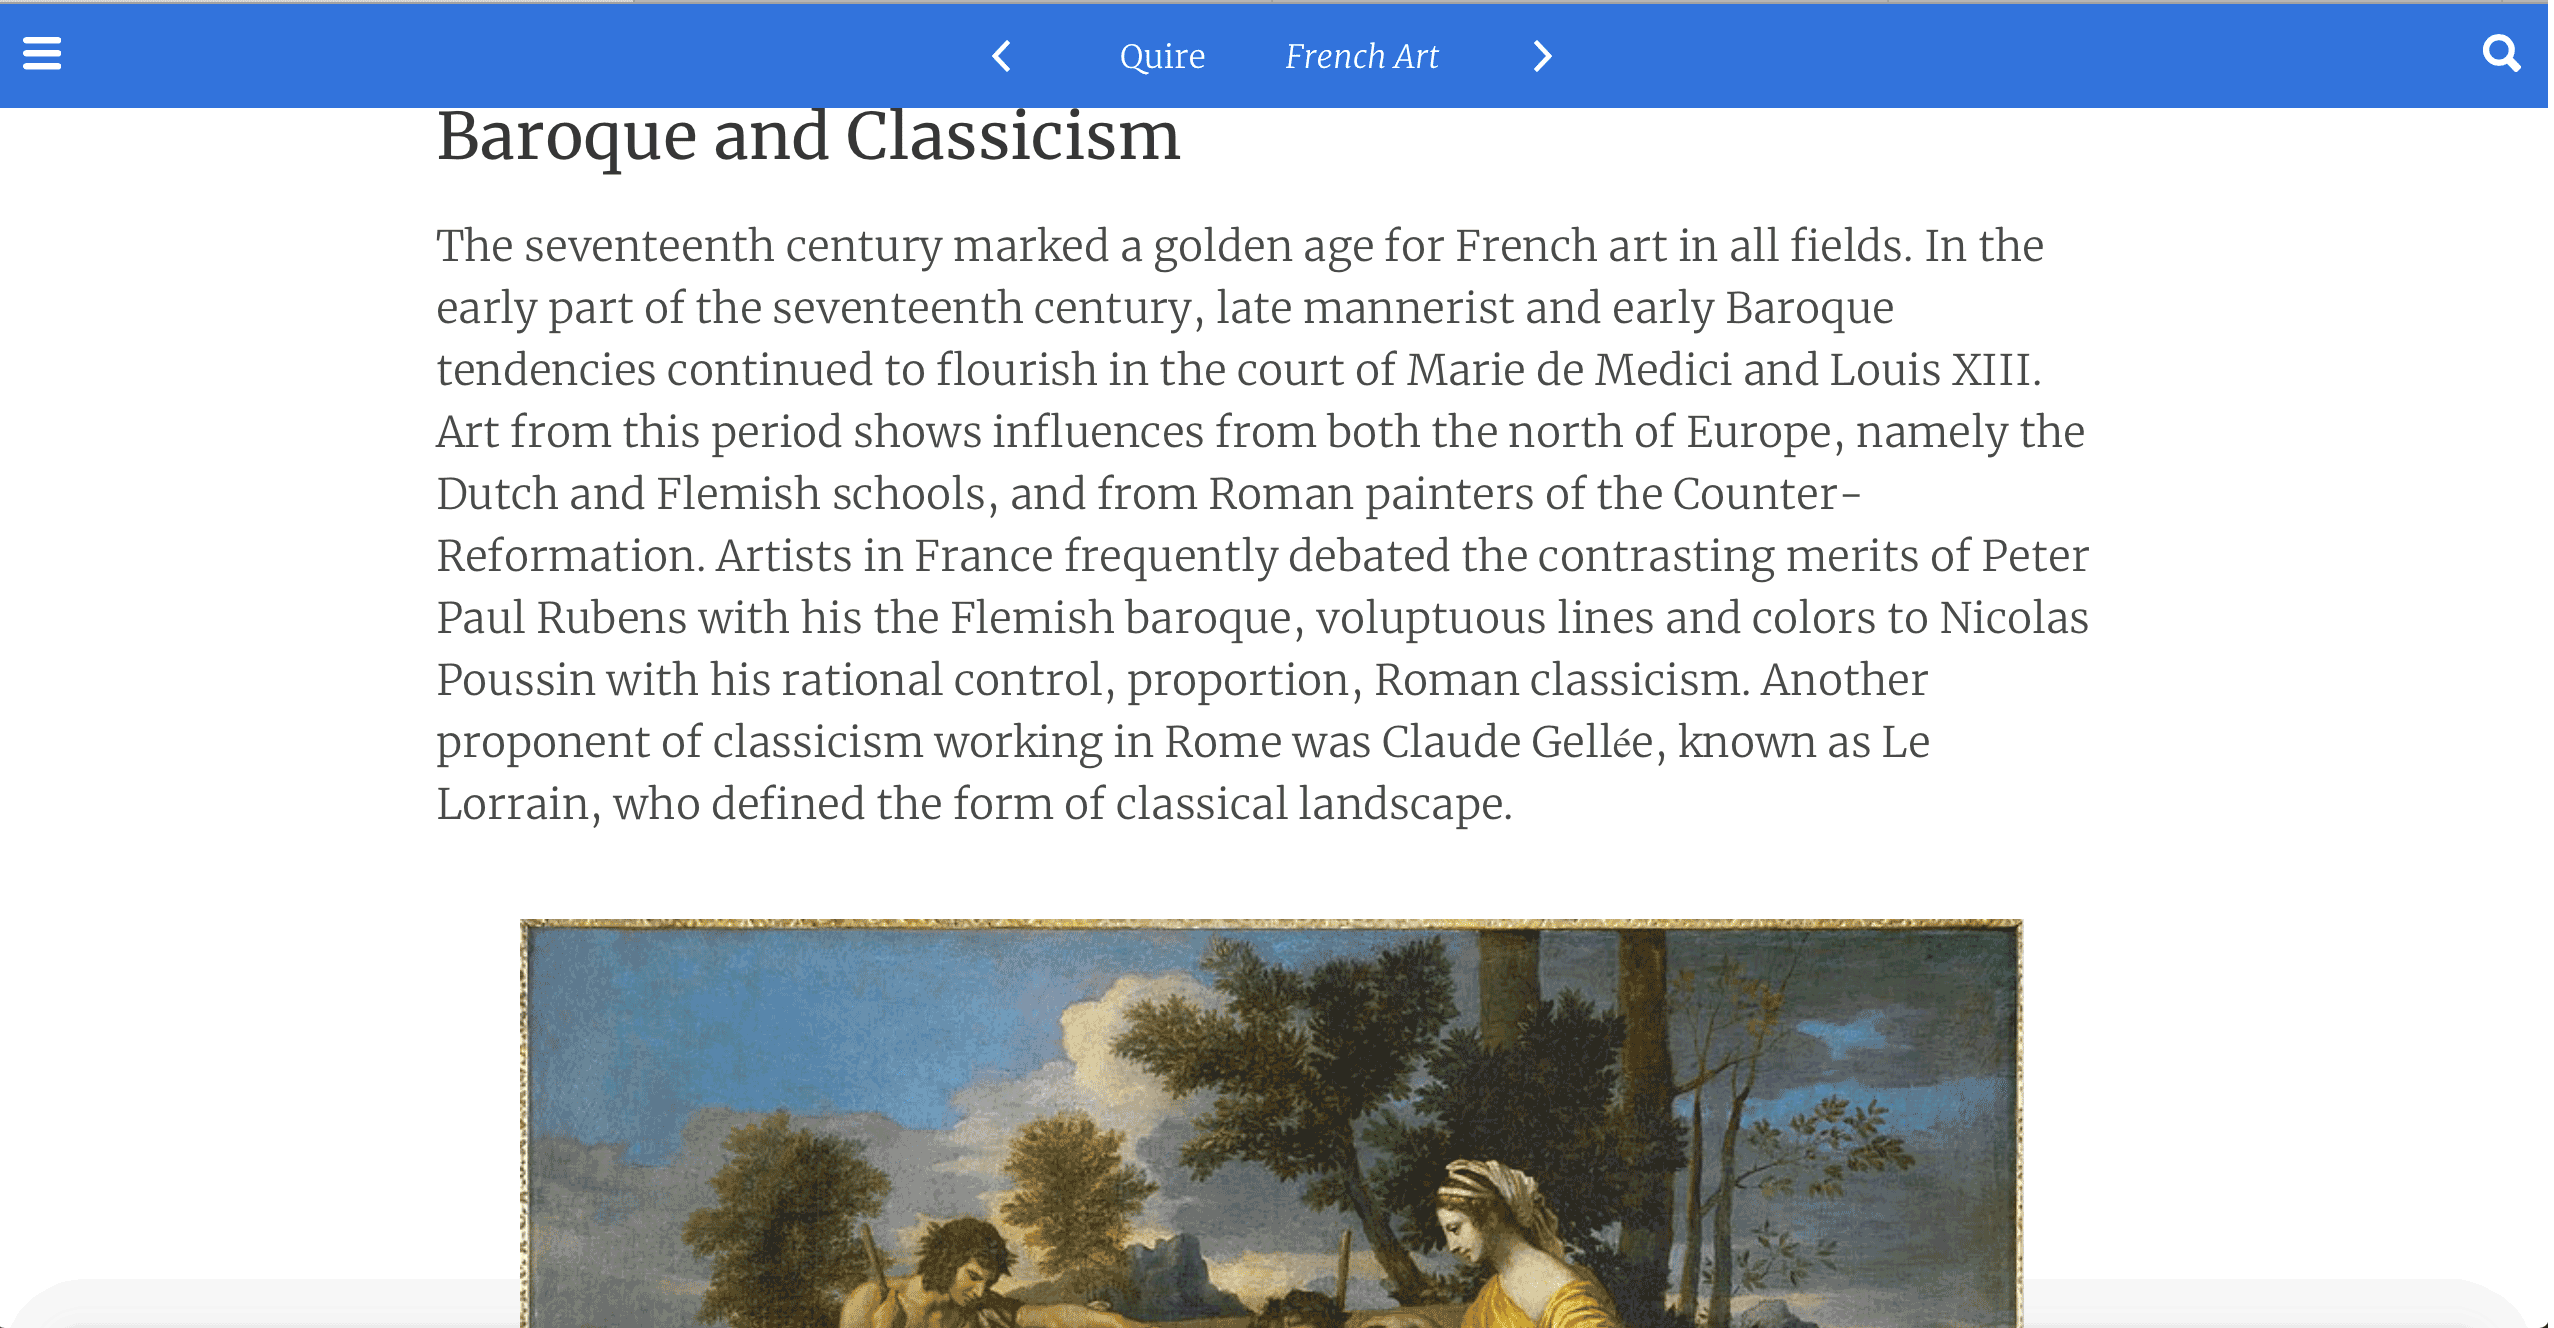 Quire French Art
Baroque and Classicism
The seventeenth century marked a golden age for French art in all fields. In the
early part of the seventeenth century, late mannerist and early Baroque
tendencies continued to flourish in the court of Marie de Medici and Louis XIII.
Art from this period shows influences from both the north of Europe, namely the
Dutch and Flemish schools, and from Roman painters of the Counter-
Reformation. Artists in France frequently debated the contrasting merits of Peter
Paul Rubens with his the Flemish baroque, voluptuous lines and colors to Nicolas
Poussin with his rational control, proportion, Roman classicism. Another
proponent of classicism working in Rome was Claude Gellée, known as Le
Lorrain, who defined the form of classical landscape.